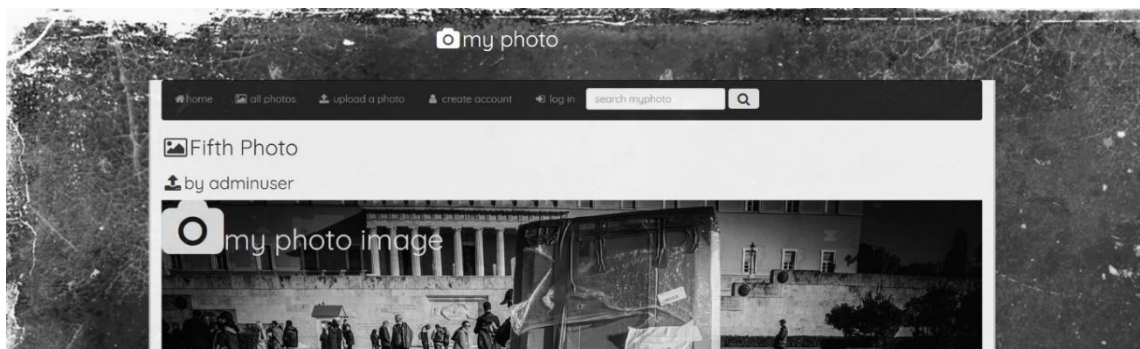 my photo
home all photos upload a photo create account log in search myphoto
Fifth Photo
by adminuser
my photo image